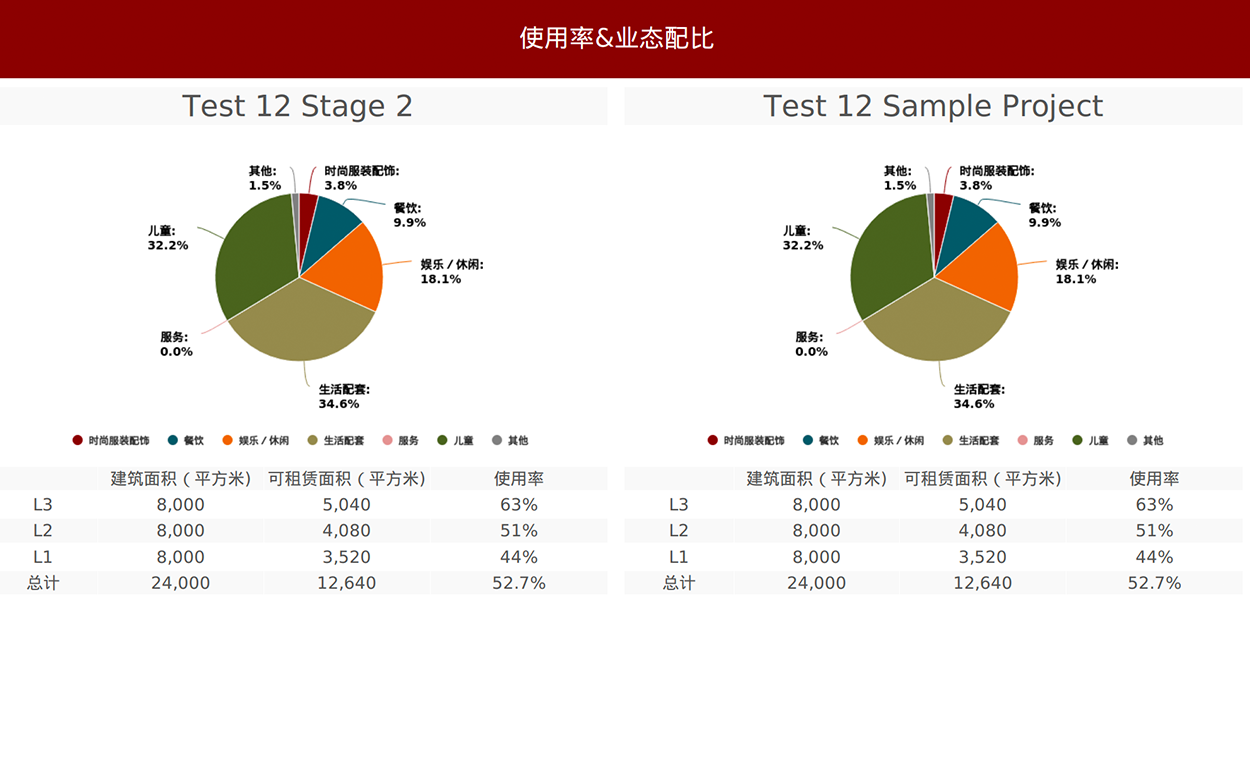 使用率&业态配比
Test 12 Stage 2
其他:
1.5%
时尚服装配饰:
3.8%
餐饮:
9.9%
儿童:
32.2%
娱乐 / 休闲:
18.1%
服务:
0.0%
生活配套:
34.6%
时尚服装配饰 餐饮 娱乐 / 休闲 生活配套 服务 儿童 其他
建筑面积（平方米) 可租赁面积（平方米) 使用率
L3 8,000 5,040 63%
L2 8,000 4,080 51%
L1 8,000 3,520 44%
总计 24,000 12,640 52.7%
Test 12 Sample Project
其他:
1.5%
时尚服装配饰:
3.8%
餐饮:
9.9%
儿童:
32.2%
娱乐 / 休闲:
18.1%
服务:
0.0%
生活配套:
34.6%
时尚服装配饰 餐饮 娱乐 / 休闲 生活配套 服务 儿童 其他
建筑面积（平方米) 可租赁面积（平方米) 使用率
L3 8,000 5,040 63%
L2 8,000 4,080 51%
L1 8,000 3,520 44%
总计 24,000 12,640 52.7%